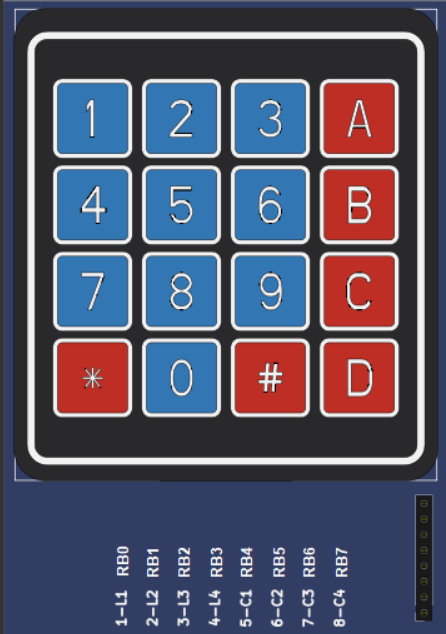 1 2 3 A
4 5 6 B
7 8 9 C
* 0 # D
1-L1 RB0
2-L2 RB1
3-L3 RB2
4-L4 RB3
5-C1 RB4
6-C2 RB5
7-C3 RB6
8-C4 RB7